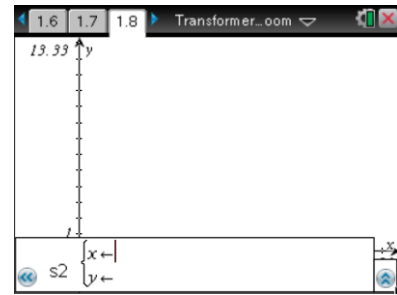 1.6 1.7 1.8 Transformer…oom
13.33 y
1
x
s2 {x←
y←